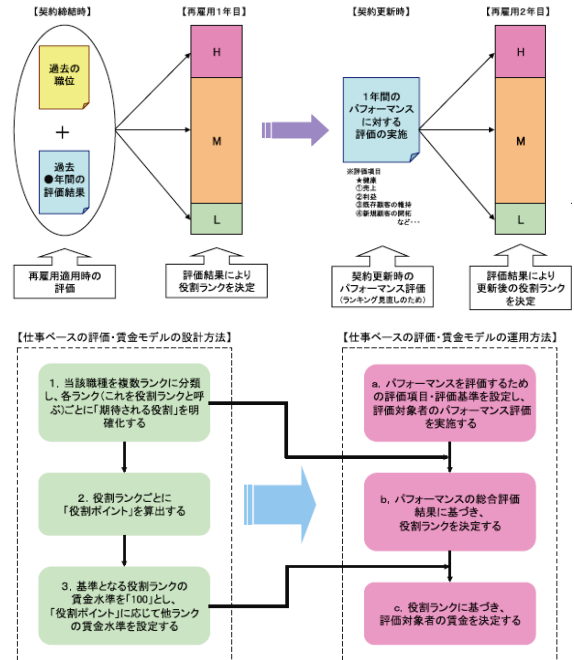 【契約締結時】
【再雇用1年目】
【契約更新時】
【再雇用2年目】
過去の
職位
+
過去
●年間の
評価結果
H
M
L
1年間の
パフォーマンス
に対する
評価の実施
※評価項目
★健康
①売上
②利益
③既存顧客の維持
④新規顧客の開拓
など・・・
H
M
L
再雇用適用時の
評価
評価結果により
役割ランクを決定
契約更新時の
パフォーマンス評価
(ランキング見直しのため)
評価結果により
更新後の役割ランク
を決定
【仕事ベースの評価・賃金モデルの設計方法】
1. 当該職種を複数ランクに分類
し、各ランク(これを役割ランクと呼
ぶ)ごとに「期待される役割」を明
確化する
2. 役割ランクごとに
「役割ポイント」を算出する
3. 基準となる役割ランクの
賃金水準を「100」とし、
「役割ポイント」に応じて他ランク
の賃金水準を設定する
【仕事ベースの評価・賃金モデルの運用方法】
a. パフォーマンスを評価するため
の評価項目・評価基準を設定し、
評価対象者のパフォーマンス評価
を実施する
b. パフォーマンスの総合評価
結果に基づき、
役割ランクを決定する
c. 役割ランクに基づき、
評価対象者の賃金を決定する